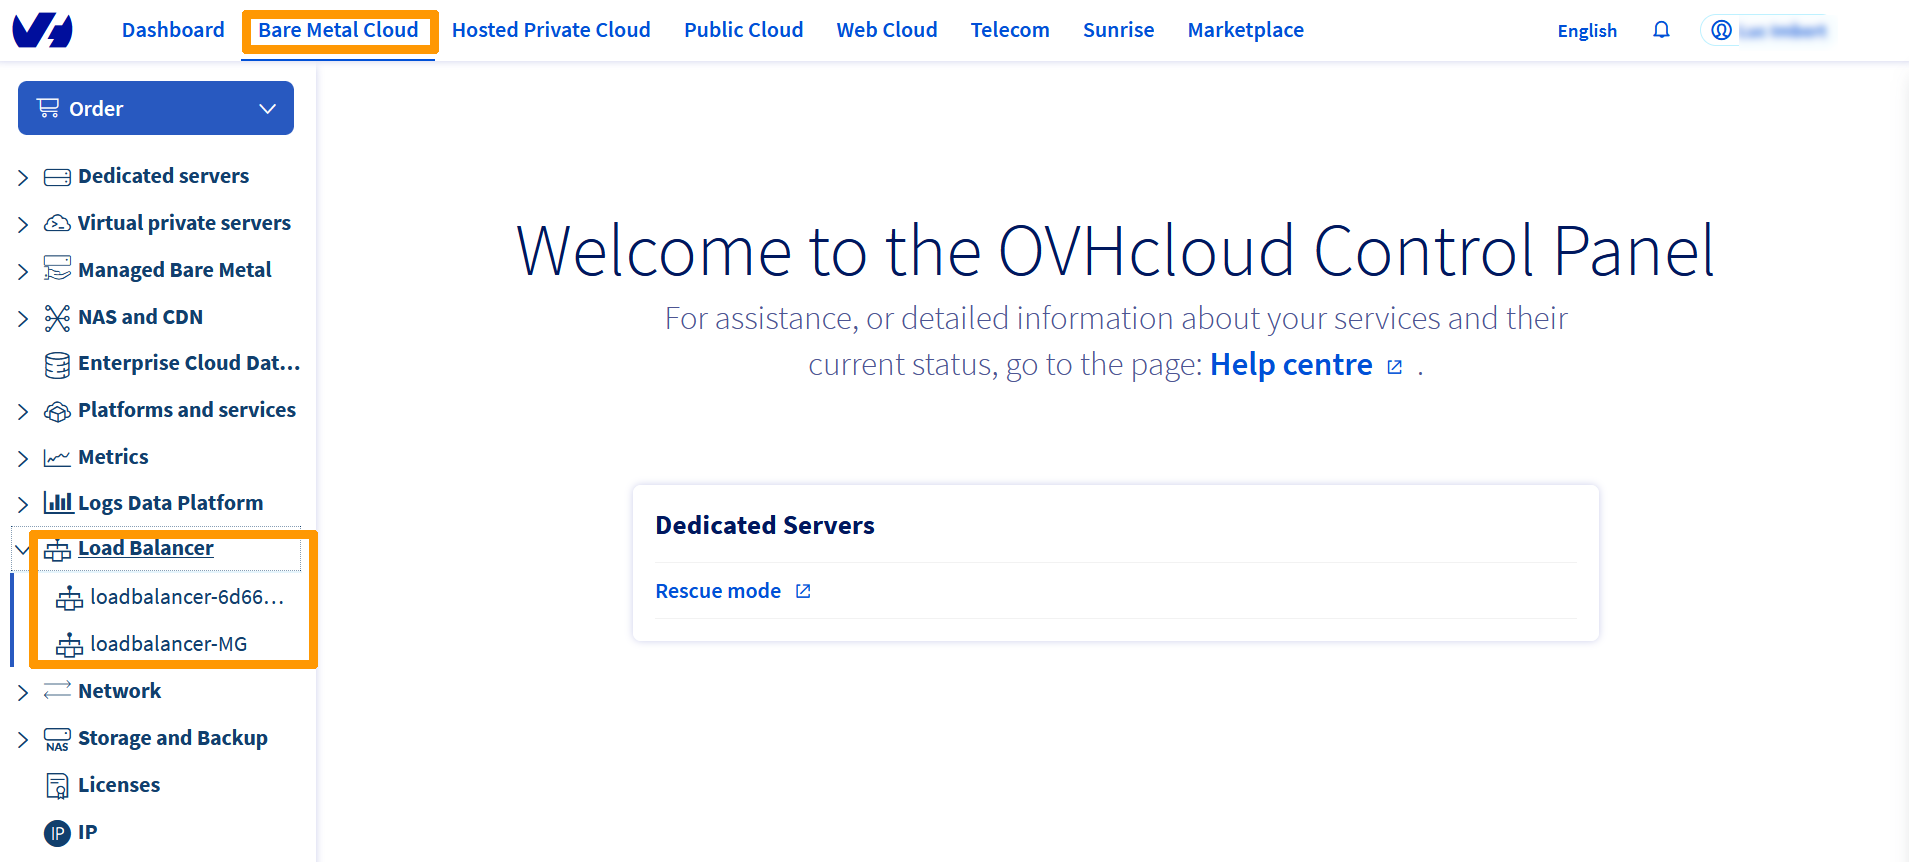 Dashboard
Bare Metal Cloud
Hosted Private Cloud
Public Cloud
Web Cloud
Telecom
Sunrise
Marketplace
English
Order
Dedicated servers
Virtual private servers
Managed Bare Metal
NAS and CDN
Enterprise Cloud Dat...
Platforms and services
Metrics
Logs Data Platform
Load Balancer
loadbalancer-6d66...
loadbalancer-MG
Network
NAS
Storage and Backup
Licenses
IP
IP
Welcome to the OVHcloud Control Panel
For assistance, or detailed information about your services and their
current status, go to the page: Help centre .
Dedicated Servers
Rescue mode